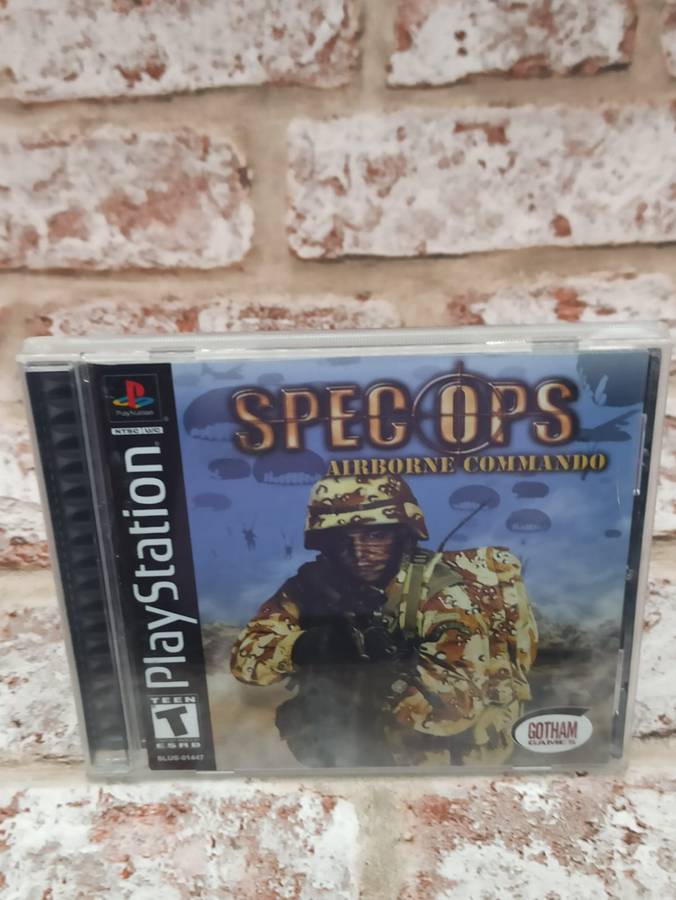 PlayStation
NTSC U/C
PlayStation
TEEN
T
ESRB
SLUS-01447
SPEC OPS
AIRBORNE COMMANDO
GOTHAM
GAMES